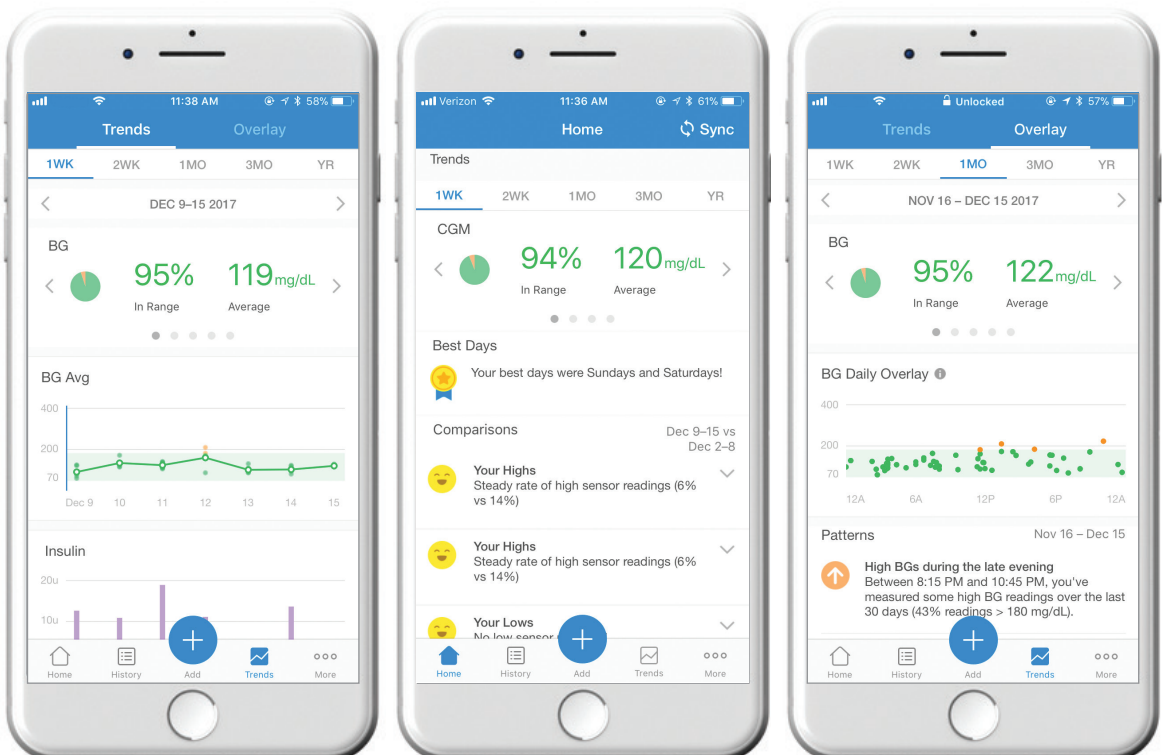 11:38 AM
58%
Trends Overlay
1WK 2WK 1MO 3MO YR
DEC 9–15 2017
BG
95% 119 mg/dL
In Range Average
BG Avg
400
200
70
Dec 9 10 11 12 13 14 15
Insulin
20u
10u
Home History Add Trends More
Verizon 11:36 AM 61%
Home Sync
Trends
1WK 2WK 1MO 3MO YR
CGM
94% 120 mg/dL
In Range Average
Best Days
Your best days were Sundays and Saturdays!
Comparisons Dec 9–15 vs
Dec 2–8
Your Highs
Steady rate of high sensor readings (6%
vs 14%)
Your Highs
Steady rate of high sensor readings (6%
vs 14%)
Your Lows
No low sensor
Home History Add Trends More
Unlocked 57%
Trends Overlay
1WK 2WK 1MO 3MO YR
NOV 16 – DEC 15 2017
BG
95% 122 mg/dL
In Range Average
BG Daily Overlay
400
200
70
12A 6A 12P 6P 12A
Patterns Nov 16 – Dec 15
High BGs during the late evening
Between 8:15 PM and 10:45 PM, you've
measured some high BG readings over the last
30 days (43% readings > 180 mg/dL).
Home History Add Trends More